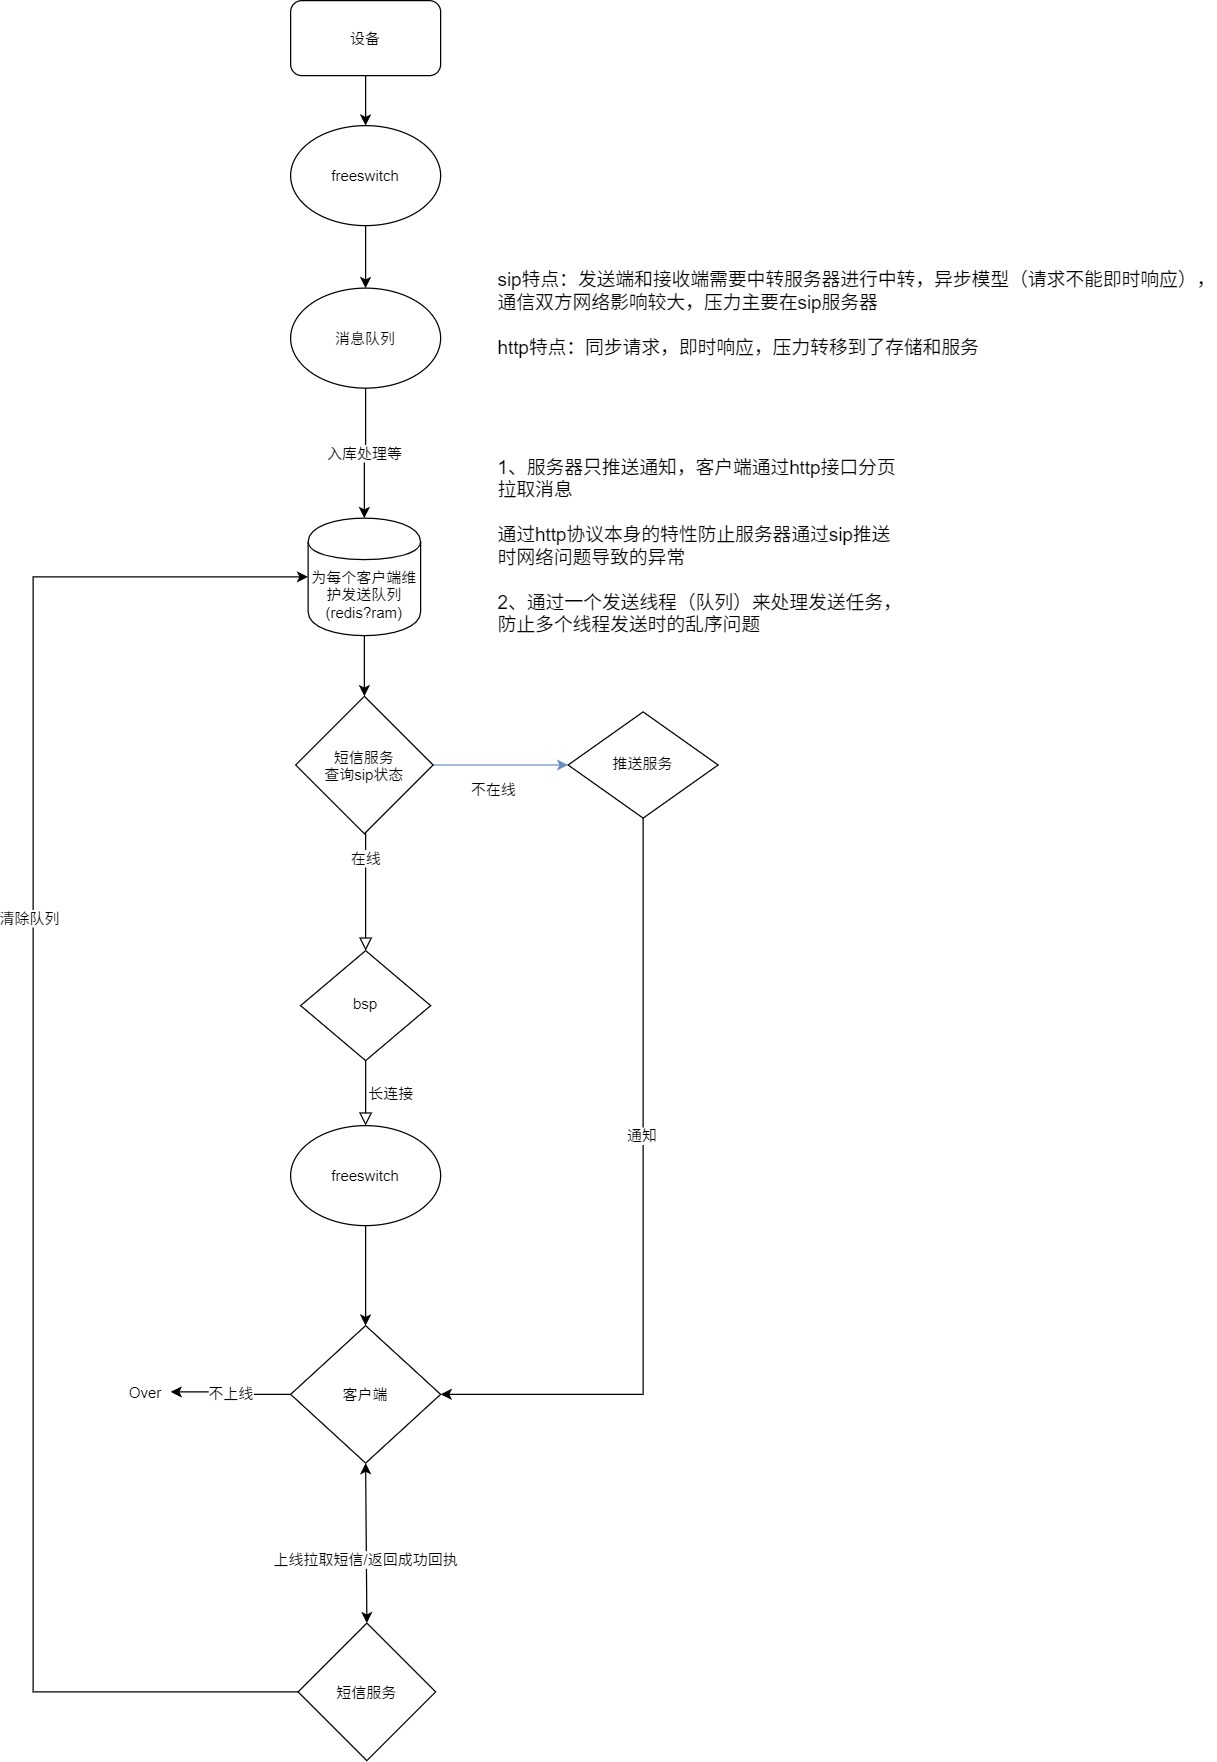 设备
freeswitch
消息队列
sip特点：发送端和接收端需要中转服务器进行中转，异步模型（请求不能即时响应），
通信双方网络影响较大，压力主要在sip服务器
http特点：同步请求，即时响应，压力转移到了存储和服务
入库处理等
1、服务器只推送通知，客户端通过http接口分页
拉取消息
通过http协议本身的特性防止服务器通过sip推送
时网络问题导致的异常
2、通过一个发送线程（队列）来处理发送任务，
防止多个线程发送时的乱序问题
为每个客户端维
护发送队列
(redis?ram)
短信服务
查询sip状态
不在线
推送服务
在线
清除队列
bsp
长连接
通知
freeswitch
Over
不上线
客户端
上线拉取短信/返回成功回执
短信服务